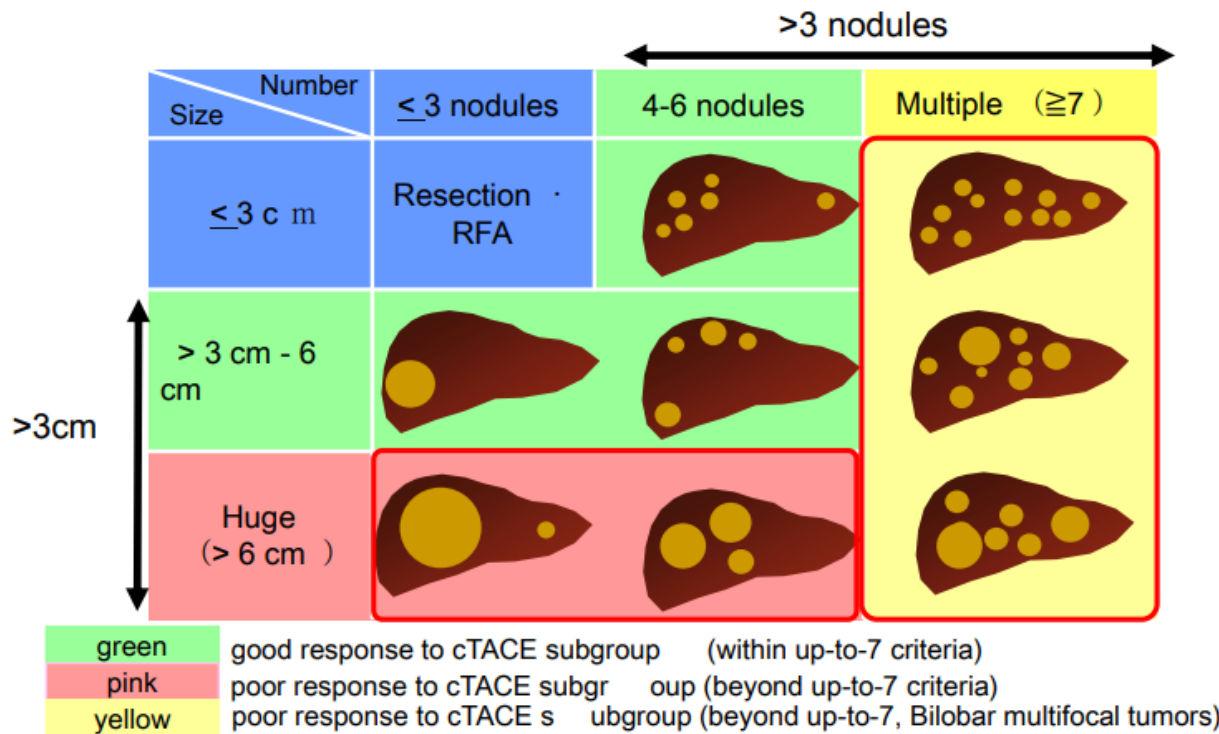 >3 nodules
Number
Size
≤ 3 nodules
4-6 nodules
Multiple （≧7 ）
≤ 3 c m
Resection ·
RFA
> 3 cm - 6
cm
>3cm
Huge
（> 6 cm ）
green good response to cTACE subgroup (within up-to-7 criteria)
pink poor response to cTACE subgr oup (beyond up-to-7 criteria)
yellow poor response to cTACE s ubgroup (beyond up-to-7, Bilobar multifocal tumors)